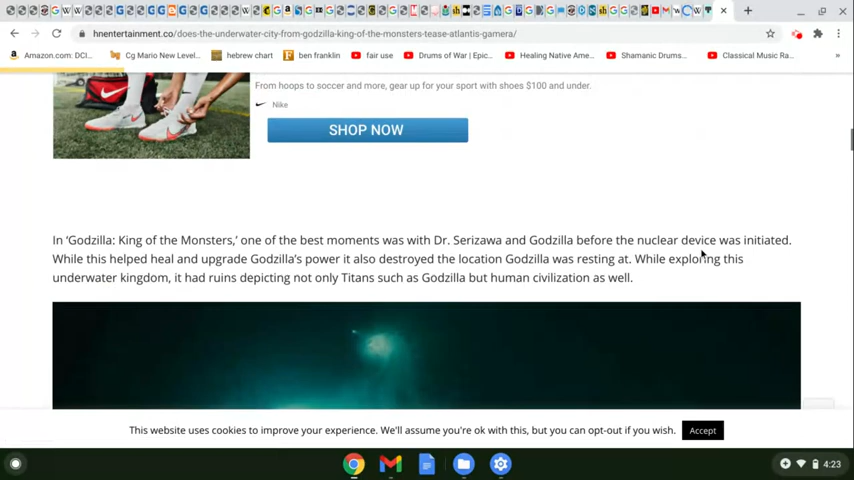 hnentertainment.co/does-the-underwater-city-from-godzilla-king-of-the-monsters-tease-atlantis-gamera/
Amazon.com: DCI...
Cg Mario New Level...
hebrew chart
ben franklin
fair use
Drums of War | Epic...
Healing Native Ame...
Shamanic Drums...
Classical Music Ra...
From hoops to soccer and more, gear up for your sport with shoes $100 and under.
Nike
SHOP NOW
In ‘Godzilla: King of the Monsters,’ one of the best moments was with Dr. Serizawa and Godzilla before the nuclear device was initiated.
While this helped heal and upgrade Godzilla’s power it also destroyed the location Godzilla was resting at. While exploring this
underwater kingdom, it had ruins depicting not only Titans such as Godzilla but human civilization as well.
This website uses cookies to improve your experience. We'll assume you're ok with this, but you can opt-out if you wish.
Accept
4:23